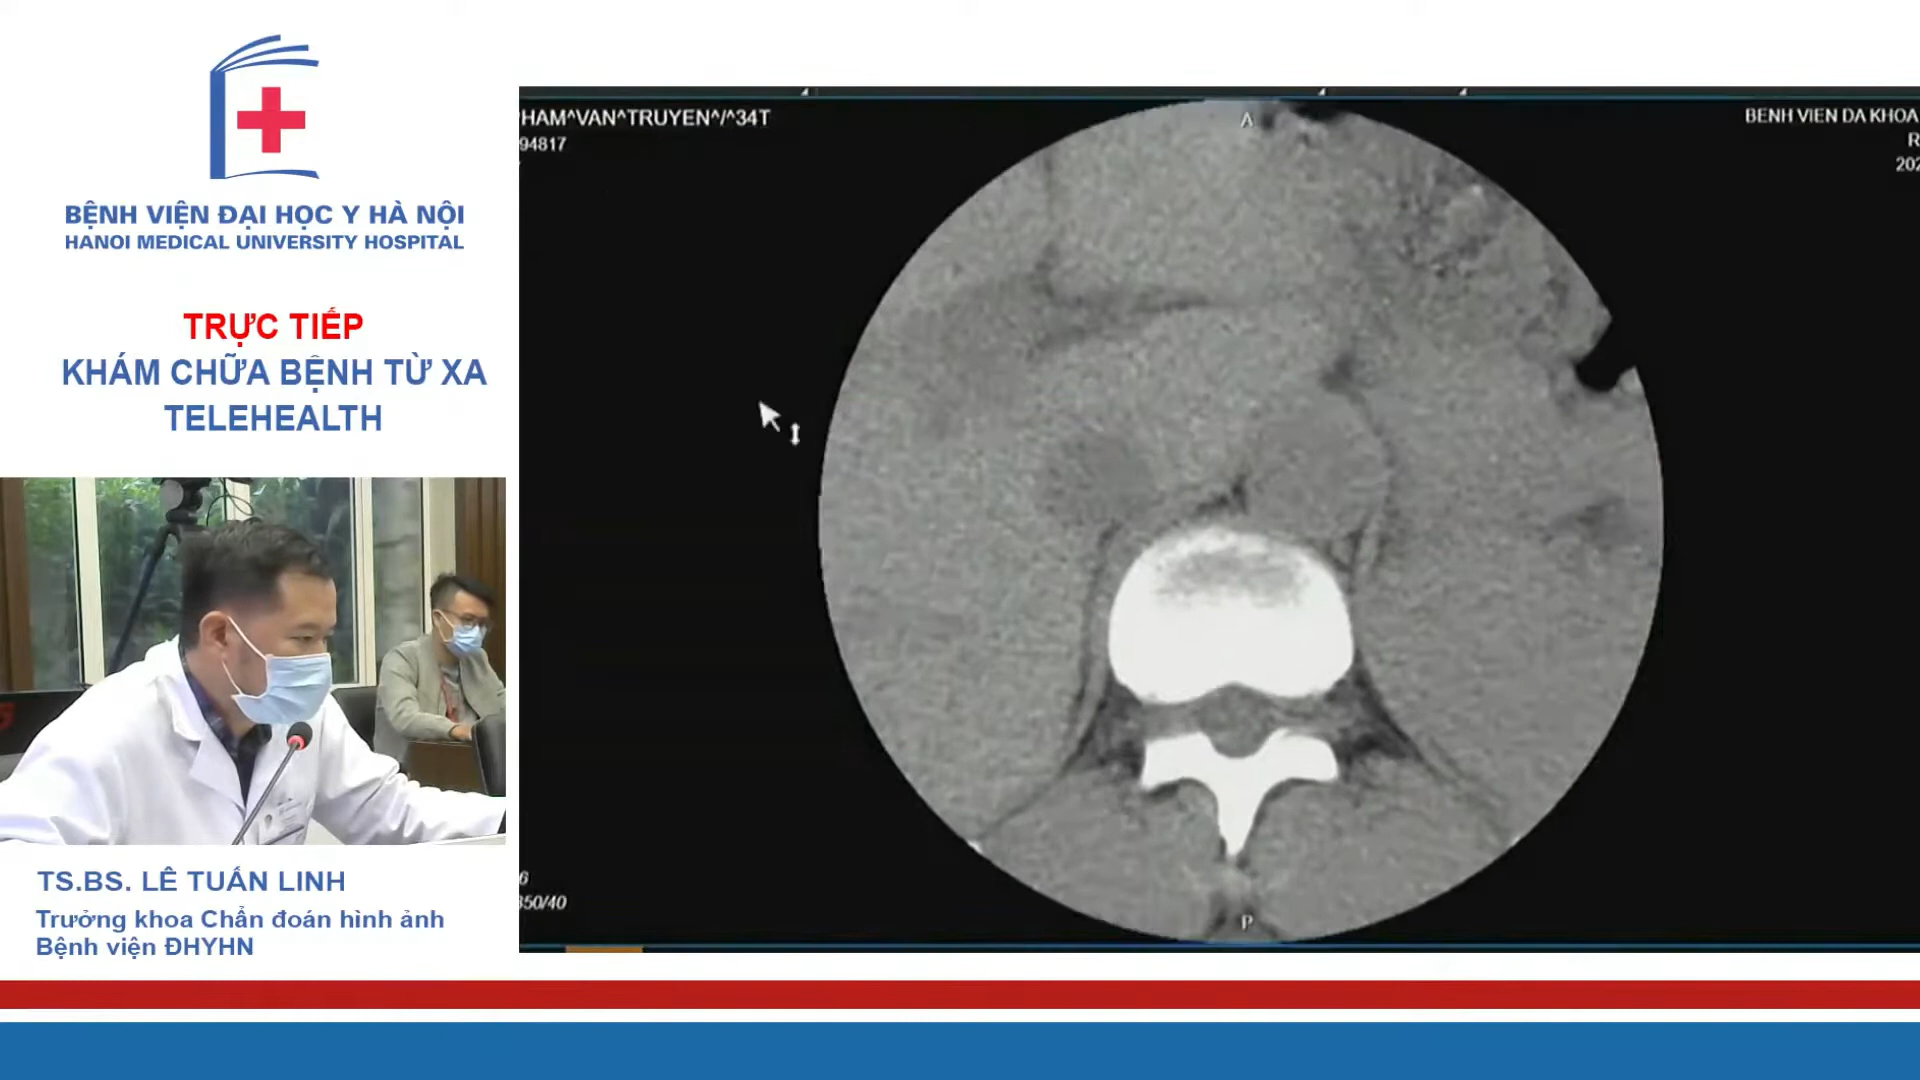 BỆNH VIỆN ĐẠI HỌC Y HÀ NỘI
HANOI MEDICAL UNIVERSITY HOSPITAL
TRỰC TIẾP
KHÁM CHỮA BỆNH TỪ XA
TELEHEALTH
TS.BS. LÊ TUẤN LINH
Trưởng khoa Chẩn đoán hình ảnh
Bệnh viện ĐHYHN
HAM^VAN^TRUYEN^/^34T
94817
A
BENH VIEN DA KHOA
R
202
6
350/40
P